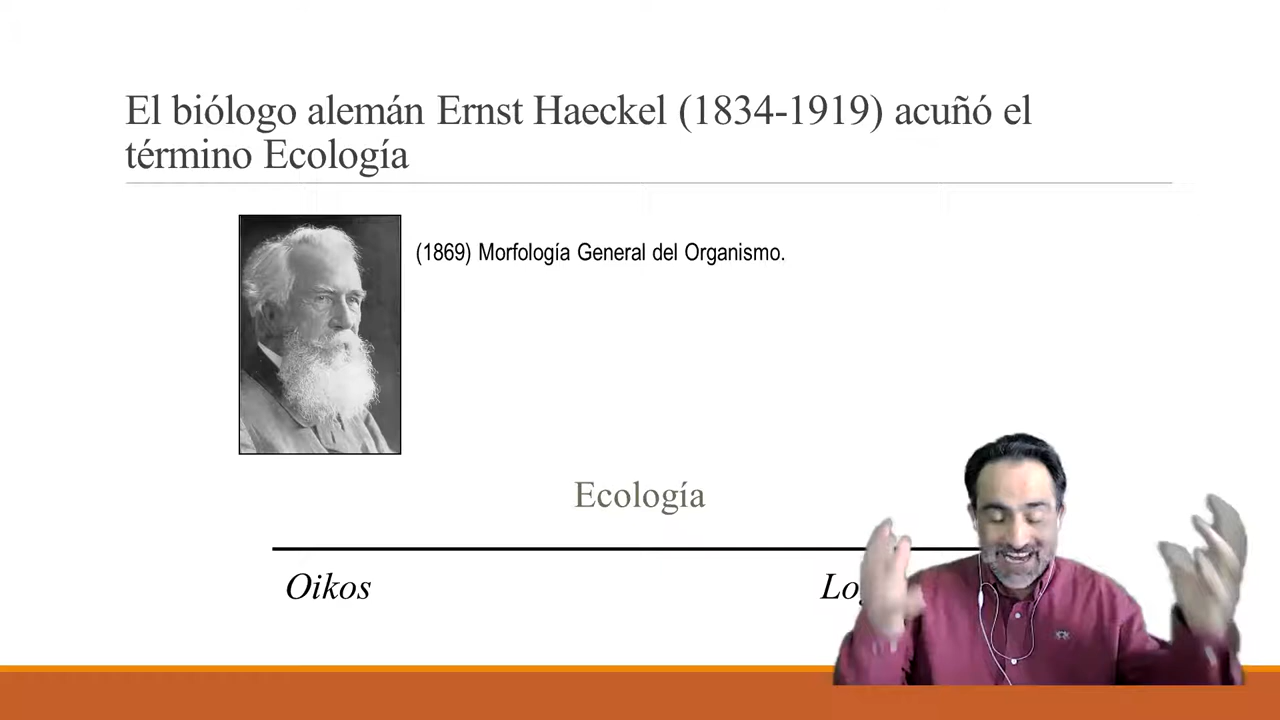 El biólogo alemán Ernst Haeckel (1834-1919) acuñó el
término Ecología
(1869) Morfología General del Organismo.
Ecología
Oikos